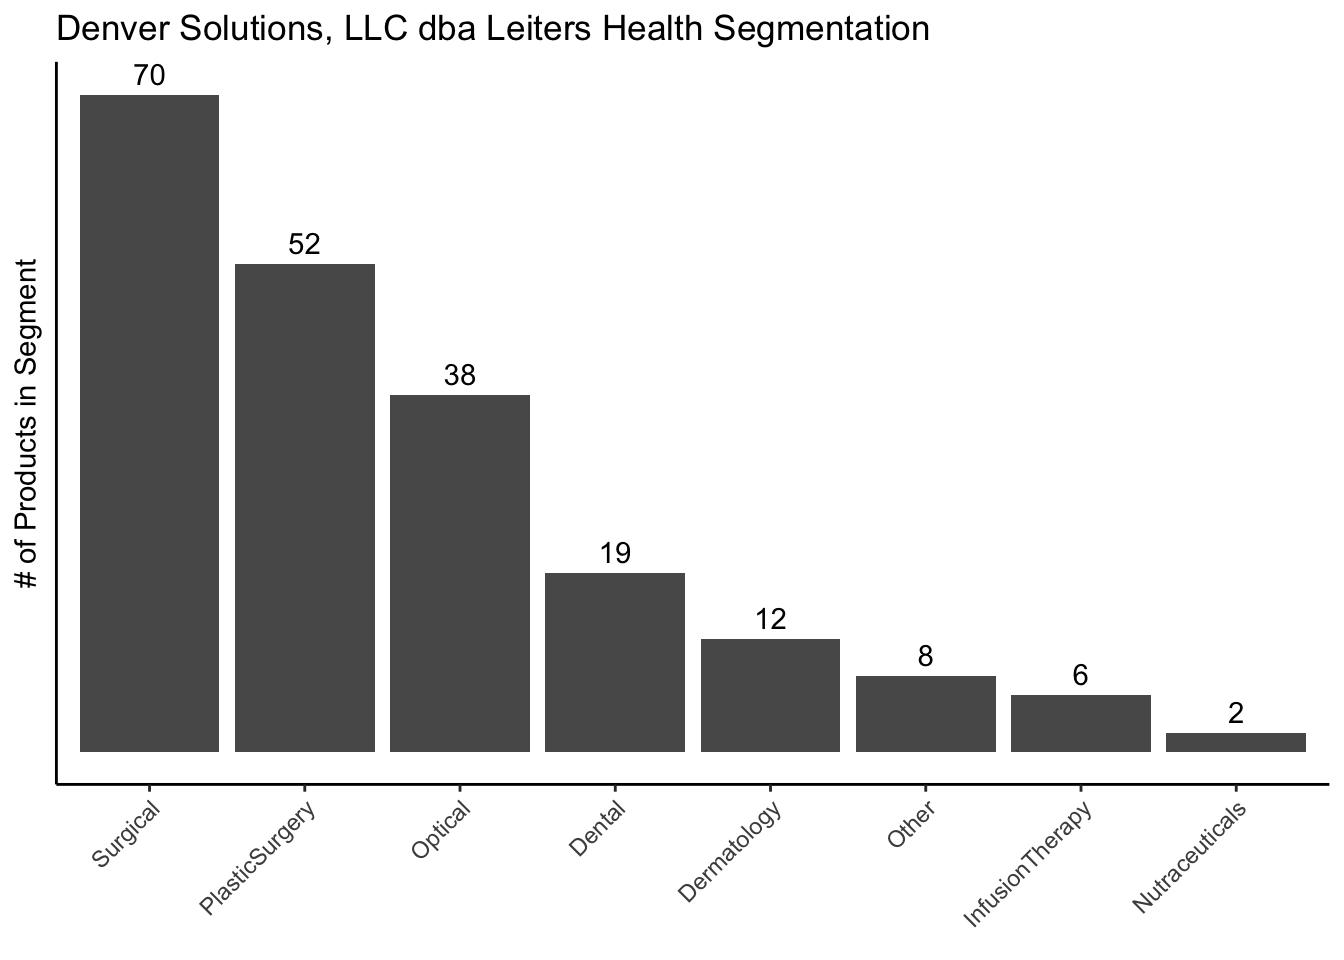 Denver Solutions, LLC dba Leiters Health Segmentation
# of Products in Segment
70
52
38
19
12
8
6
2
Surgical
PlasticSurgery
Optical
Dental
Dermatology
Other
InfusionTherapy
Nutraceuticals